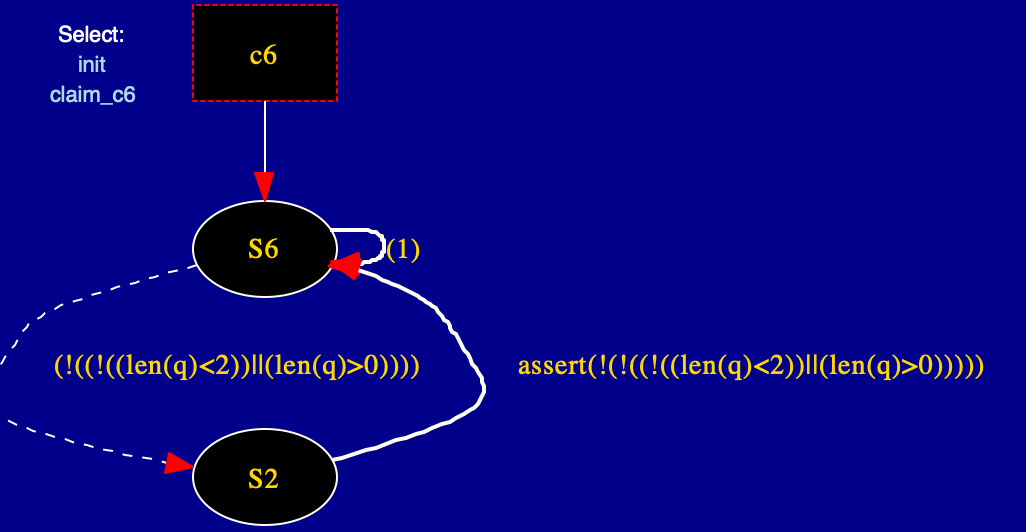 Select:
init
claim_c6
c6
S6
(1)
(!((!((len(q)<2))||(len(q)>0))))
assert(!(!((!((len(q)<2))||(len(q)>0)))))
S2